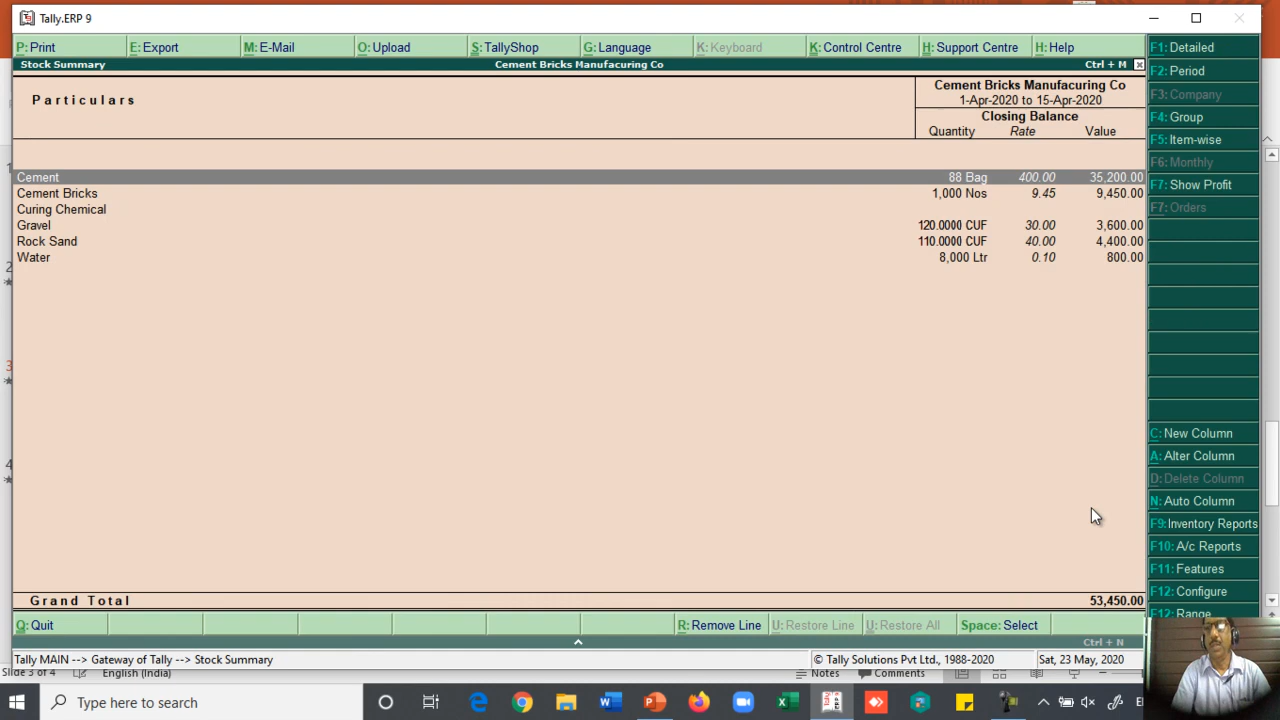 Tally.ERP 9
P: Print E: Export M: E-Mail O: Upload S: TallyShop G: Language K: Keyboard K: Control Centre H: Support Centre H: Help
Stock Summary Cement Bricks Manufacuring Co Ctrl + M
Particulars
Cement Bricks Manufacuring Co
1-Apr-2020 to 15-Apr-2020
Closing Balance
Quantity Rate Value
Cement 88 Bag 400.00 35,200.00
Cement Bricks 1,000 Nos 9.45 9,450.00
Curing Chemical
Gravel 120.0000 CUF 30.00 3,600.00
Rock Sand 110.0000 CUF 40.00 4,400.00
Water 8,000 Ltr 0.10 800.00
Grand Total 53,450.00
F1: Detailed
F2: Period
F3: Company
F4: Group
F5: Item-wise
F6: Monthly
F7: Show Profit
F7: Orders
C: New Column
A: Alter Column
D: Delete Column
N: Auto Column
F9: Inventory Reports
F10: A/c Reports
F11: Features
F12: Configure
F12: Range
Q: Quit R: Remove Line U: Restore Line U: Restore All Space: Select
Ctrl + N
Tally MAIN --> Gateway of Tally --> Stock Summary © Tally Solutions Pvt Ltd., 1988-2020 Sat, 23 May, 2020
Slide 3 of 4 English (India) Notes Comments
2
3
4
Type here to search